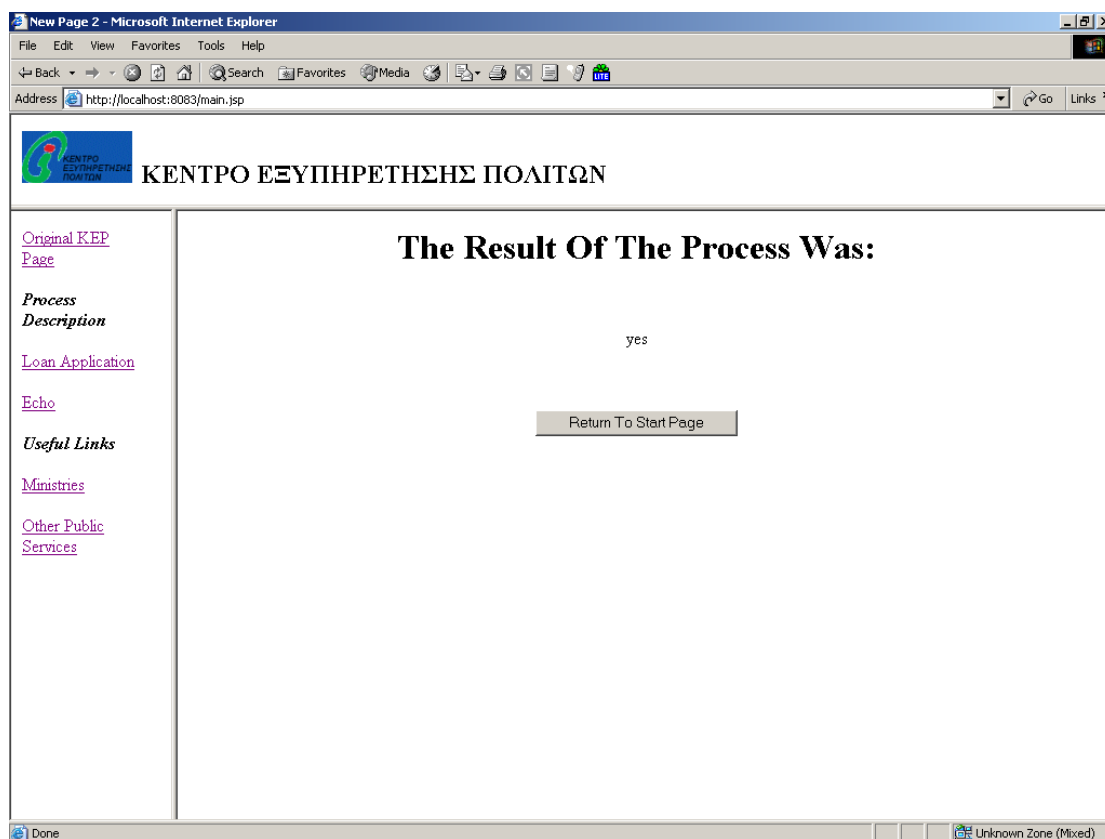 New Page 2 - Microsoft Internet Explorer
File Edit View Favorites Tools Help
Back Search Favorites Media LITE
Address http://localhost:8083/main.jsp Go Links
ΚΕΝΤΡΟ
ΕΞΥΠΗΡΕΤΗΣΗΣ
ΠΟΛΙΤΩΝ
ΚΕΝΤΡΟ ΕΞΥΠΗΡΕΤΗΣΗΣ ΠΟΛΙΤΩΝ
Original KEP
Page
Process
Description
Loan Application
Echo
Useful Links
Ministries
Other Public
Services
The Result Of The Process Was:
yes
Return To Start Page
Done Unknown Zone (Mixed)